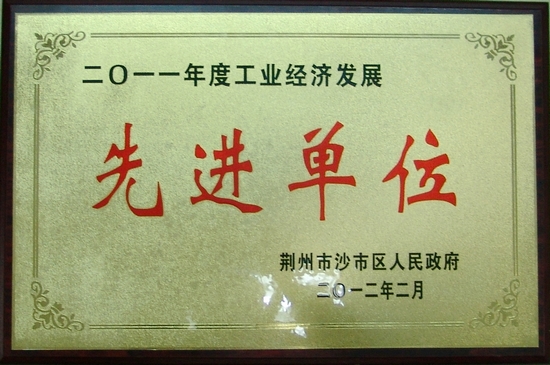 二〇一一年度工业经济发展
先进单位
荆州市沙市区人民政府
二〇一二年二月